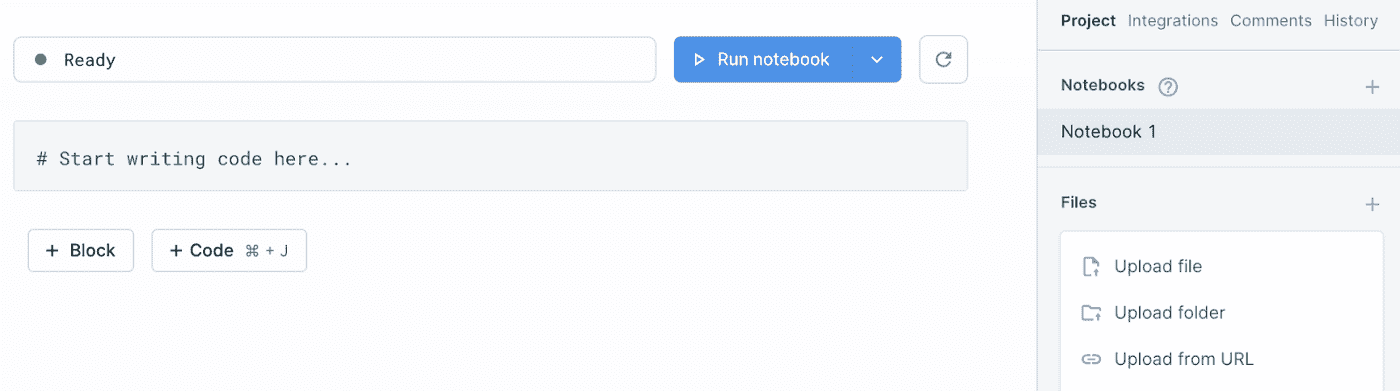 Ready
Run notebook
# Start writing code here...
+ Block
+ Code ⌘ + J
Project Integrations Comments History
Notebooks ? +
Notebook 1
Files +
Upload file
Upload folder
Upload from URL